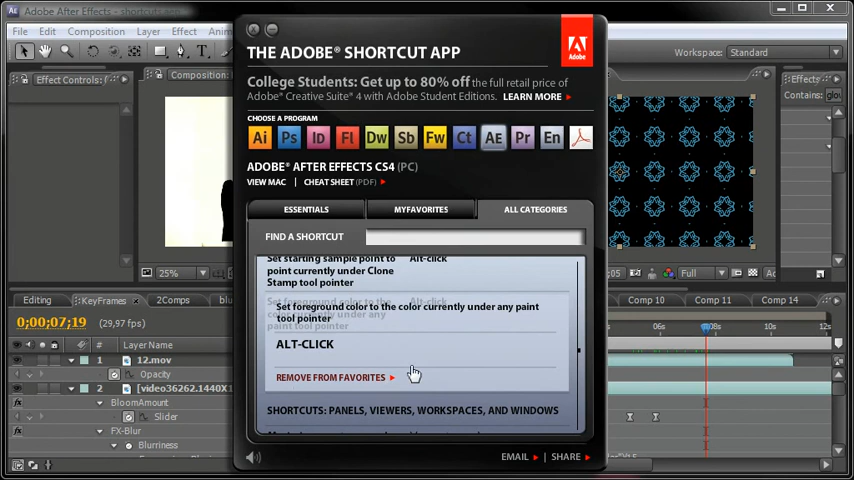 Adobe After Effects - shortcuts app
File Edit Composition Layer Effect
Workspace: Standard
Effect Controls:
Composition:
Effects
Contains:
THE ADOBE® SHORTCUT APP
Adobe
College Students: Get up to 80% off the full retail price of
Adobe® Creative Suite® 4 with Adobe Student Editions. LEARN MORE
CHOOSE A PROGRAM
Ai Ps Id Fl Dw Sb Fw Ct AE Pr En
ADOBE® AFTER EFFECTS CS4 (PC)
VIEW MAC | CHEAT SHEET (PDF)
ESSENTIALS MYFAVORITES ALL CATEGORIES
FIND A SHORTCUT
Set starting sample point to Alt-click
point currently under Clone
Stamp tool pointer
Set foreground color to the color currently under any paint
tool pointer
ALT-CLICK
REMOVE FROM FAVORITES
SHORTCUTS: PANELS, VIEWERS, WORKSPACES, AND WINDOWS
EMAIL | SHARE
25%
Full
Editing KeyFrames 2Comps
Comp 10 Comp 11 Comp 14
0;00;07;19 (29,97 fps)
06s 08s 10s 12s
# Layer Name
1 12.mov
Opacity
2 [video36262.1440X1
BloomAmount
Slider
FX-Blur
Blurriness